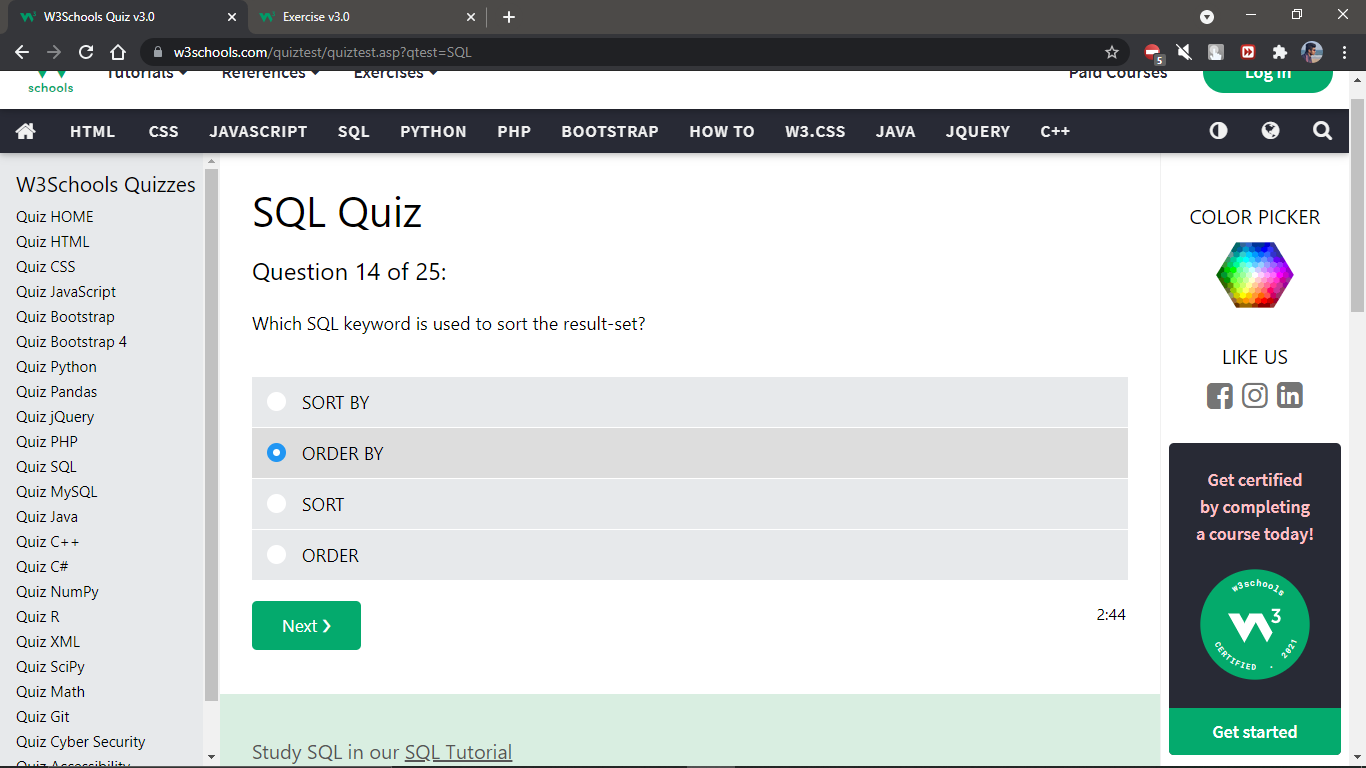 W3Schools Quiz v3.0
Exercise v3.0
w3schools.com/quiztest/quiztest.asp?qtest=SQL
5
schools
Tutorials
References
Exercises
Paid Courses
Log in
HTML CSS JAVASCRIPT SQL PYTHON PHP BOOTSTRAP HOW TO W3.CSS JAVA JQUERY C++
W3Schools Quizzes
Quiz HOME
Quiz HTML
Quiz CSS
Quiz JavaScript
Quiz Bootstrap
Quiz Bootstrap 4
Quiz Python
Quiz Pandas
Quiz jQuery
Quiz PHP
Quiz SQL
Quiz MySQL
Quiz Java
Quiz C++
Quiz C#
Quiz NumPy
Quiz R
Quiz XML
Quiz SciPy
Quiz Math
Quiz Git
Quiz Cyber Security
Quiz Accessibility
SQL Quiz
Question 14 of 25:
Which SQL keyword is used to sort the result-set?
SORT BY
ORDER BY
SORT
ORDER
Next ❯
2:44
Study SQL in our SQL Tutorial
COLOR PICKER
LIKE US
Get certified
by completing
a course today!
w3schools
W3
CERTIFIED . 2021
Get started